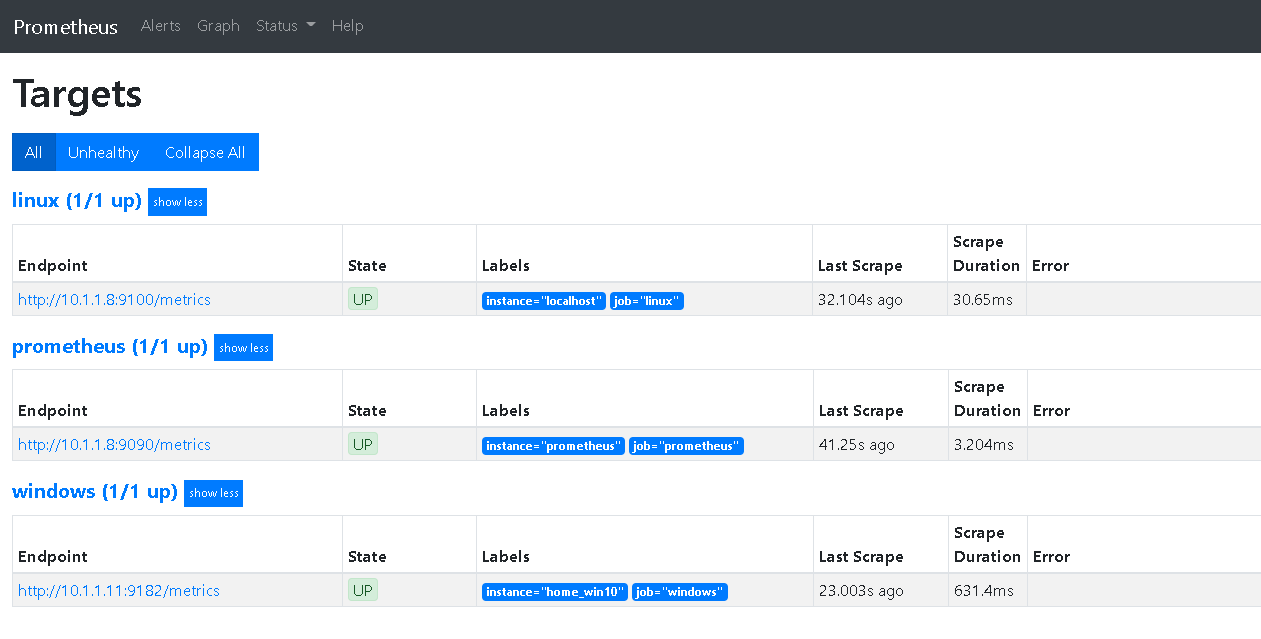 Prometheus Alerts Graph Status Help
Targets
All Unhealthy Collapse All
linux (1/1 up) show less
Endpoint State Labels Last Scrape Scrape Duration Error
http://10.1.1.8:9100/metrics UP instance="localhost" job="linux" 32.104s ago 30.65ms
prometheus (1/1 up) show less
Endpoint State Labels Last Scrape Scrape Duration Error
http://10.1.1.8:9090/metrics UP instance="prometheus" job="prometheus" 41.25s ago 3.204ms
windows (1/1 up) show less
Endpoint State Labels Last Scrape Scrape Duration Error
http://10.1.1.11:9182/metrics UP instance="home_win10" job="windows" 23.003s ago 631.4ms